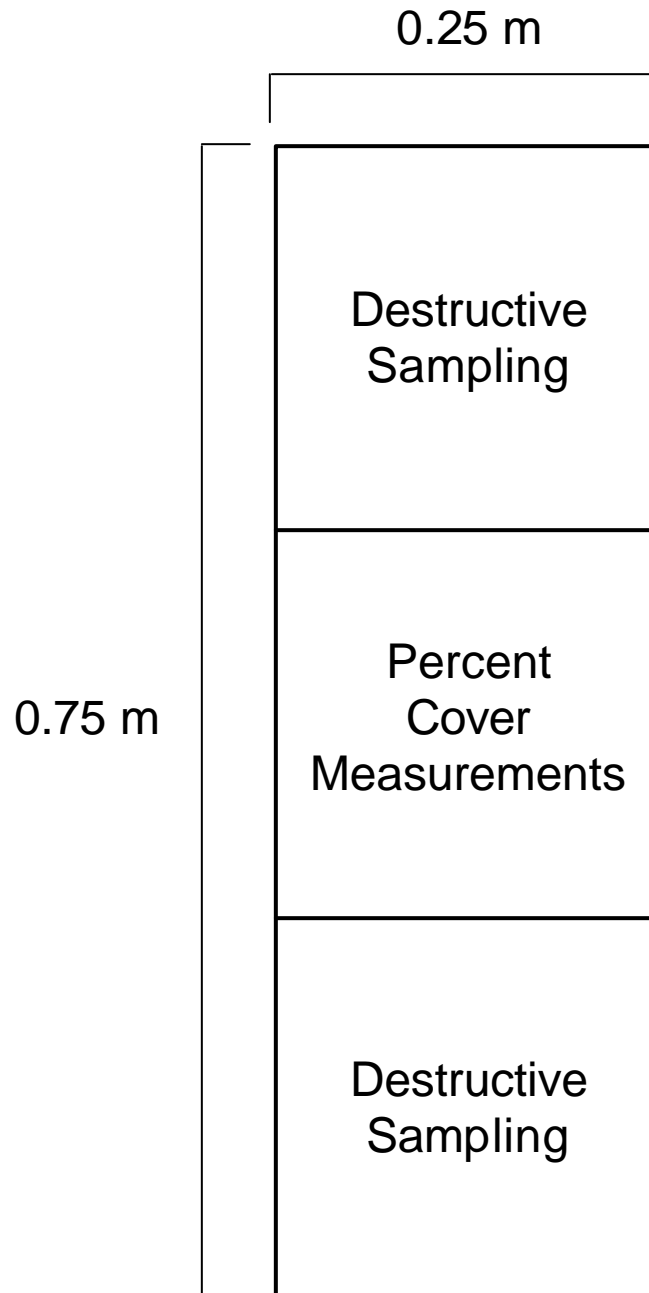 0.25 m
Destructive
Sampling
Percent
Cover
Measurements
0.75 m
Destructive
Sampling